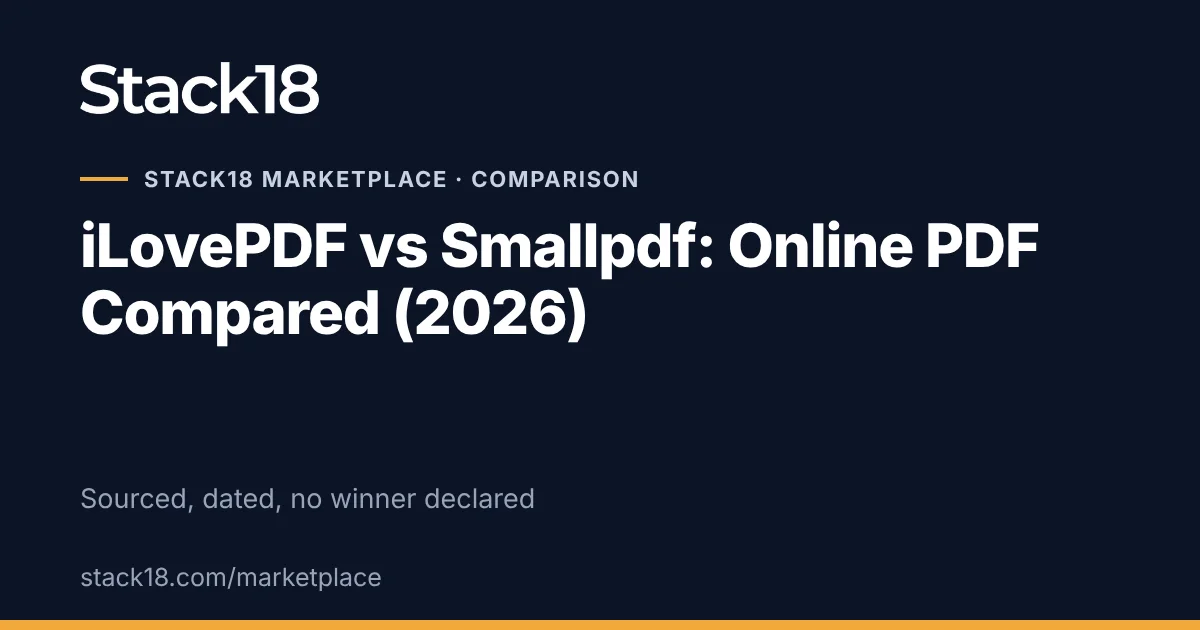 Stack18
STACK18 MARKETPLACE · COMPARISON
iLovePDF vs Smallpdf: Online PDF
Compared (2026)
Sourced, dated, no winner declared
stack18.com/marketplace